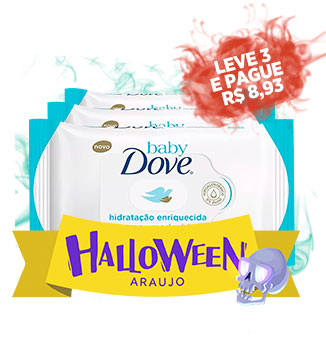 LEVE 3
E PAGUE
R$ 8,93
novo
baby
Dove
hidratação enriquecida
HALLOWEEN
ARAUJO